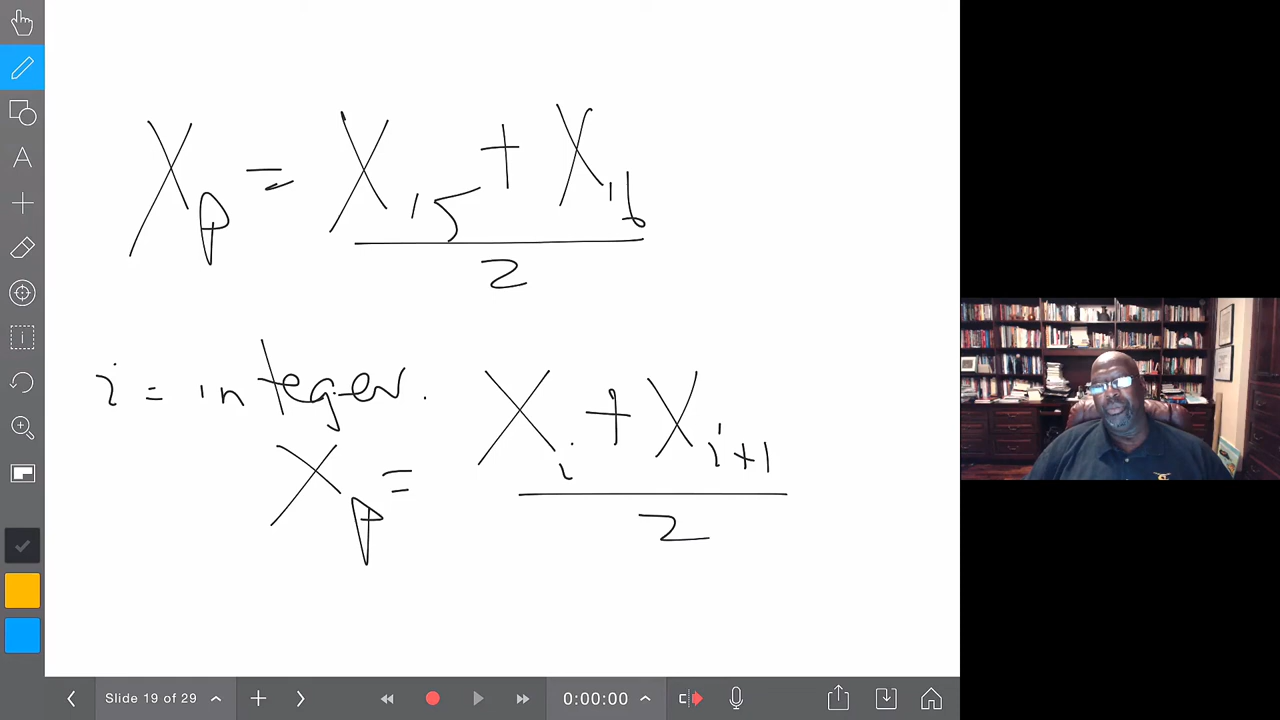 Xp = X15 + X16
2
i = integer.
Xp = Xi + Xi+1
2
Slide 19 of 29
0:00:00